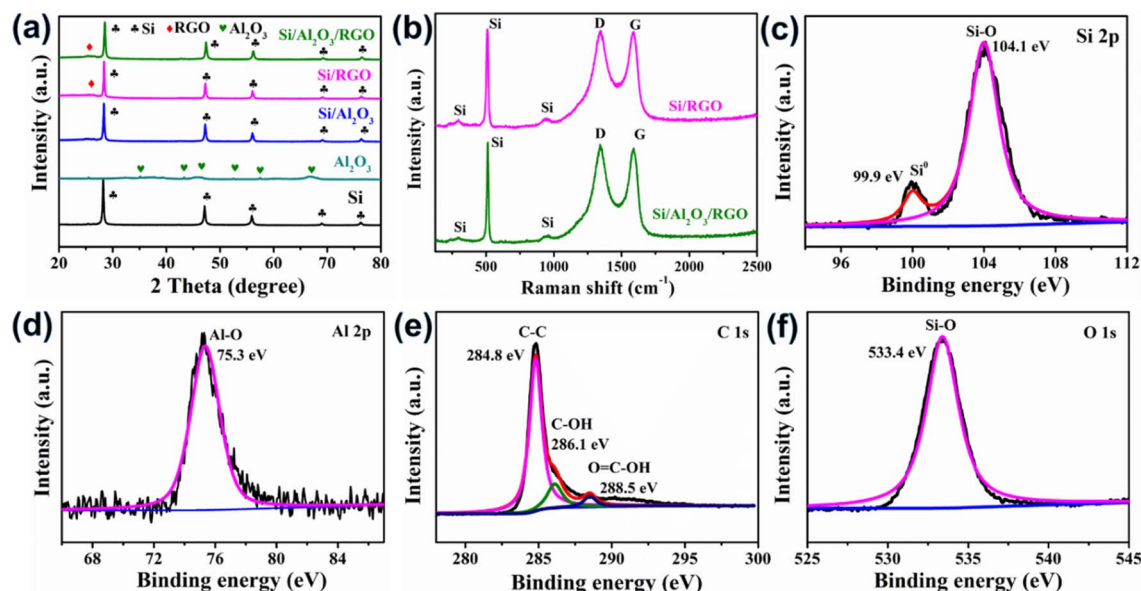 (a)
♣ Si ♦ RGO ♥ Al₂O₃
Si/Al₂O₃/RGO
Si/RGO
Si/Al₂O₃
Al₂O₃
Si
Intensity (a.u.)
20 30 40 50 60 70 80
2 Theta (degree)
(b)
Si D G
Si Si
Si/RGO
Si D G
Si Si
Si/Al₂O₃/RGO
Intensity (a.u.)
500 1000 1500 2000 2500
Raman shift (cm⁻¹)
(c)
Si 2p
Si-O
104.1 eV
Si⁰
99.9 eV
Intensity (a.u.)
96 100 104 108 112
Binding energy (eV)
(d)
Al 2p
Al-O
75.3 eV
Intensity (a.u.)
68 72 76 80 84
Binding energy (eV)
(e)
C 1s
C-C
284.8 eV
C-OH
286.1 eV
O=C-OH
288.5 eV
Intensity (a.u.)
280 285 290 295 300
Binding energy (eV)
(f)
O 1s
Si-O
533.4 eV
Intensity (a.u.)
525 530 535 540 545
Binding energy (eV)